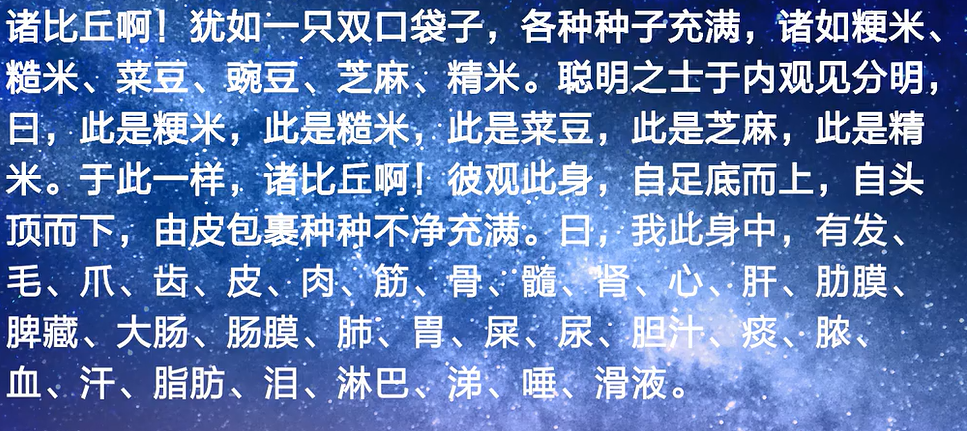 诸比丘啊！犹如一只双口袋子，各种种子充满，诸如粳米、
糙米、菜豆、豌豆、芝麻、精米。聪明之士于内观见分明，
曰，此是粳米，此是糙米，此是菜豆，此是芝麻，此是精
米。于此一样，诸比丘啊！彼观此身，自足底而上，自头
顶而下，由皮包裹种种不净充满。曰，我此身中，有发、
毛、爪、齿、皮、肉、筋、骨、髓、肾、心、肝、肋膜、
脾藏、大肠、肠膜、肺、胃、屎、尿、胆汁、痰、脓、
血、汗、脂肪、泪、淋巴、涕、唾、滑液。